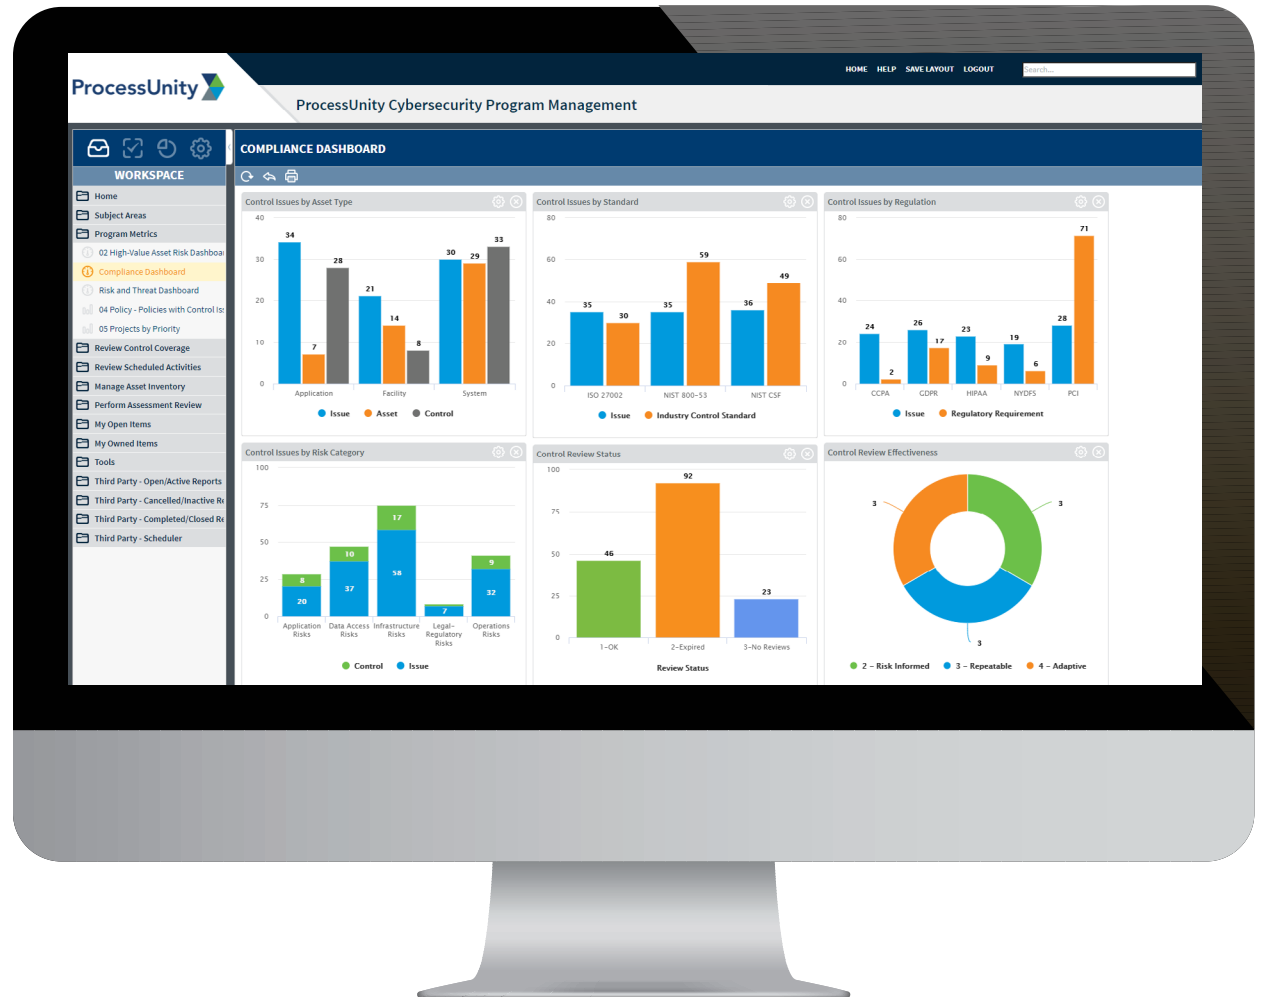 HOME HELP SAVE LAYOUT LOGOUT Search...
ProcessUnity
ProcessUnity Cybersecurity Program Management
COMPLIANCE DASHBOARD
WORKSPACE
Home
Subject Areas
Program Metrics
02 High-Value Asset Risk Dashboar
Compliance Dashboard
Risk and Threat Dashboard
04 Policy - Policies with Control Iss
05 Projects by Priority
Review Control Coverage
Review Scheduled Activities
Manage Asset Inventory
Perform Assessment Review
My Open Items
My Owned Items
Tools
Third Party - Open/Active Reports
Third Party - Cancelled/Inactive Re
Third Party - Completed/Closed Re
Third Party - Scheduler
Control Issues by Asset Type
40
30
20
10
0
34 7 28
21 14 8
30 29 33
Application Facility System
Issue Asset Control
Control Issues by Standard
80
60
40
20
0
35 30
35 59
36 49
ISO 27002 NIST 800-53 NIST CSF
Issue Industry Control Standard
Control Issues by Regulation
80
60
40
20
0
24 2
26 17
23 9
19 6
28 71
CCPA GDPR HIPAA NYDFS PCI
Issue Regulatory Requirement
Control Issues by Risk Category
100
75
50
25
0
8 20
10 37
17 58
7
9 32
Application Risks
Data Access Risks
Infrastructure Risks
Legal-Regulatory Risks
Operations Risks
Control Issue
Control Review Status
100
75
50
25
0
46 92 23
1-OK 2-Expired 3-No Reviews
Review Status
Control Review Effectiveness
3 3
3
2 - Risk Informed 3 - Repeatable 4 - Adaptive